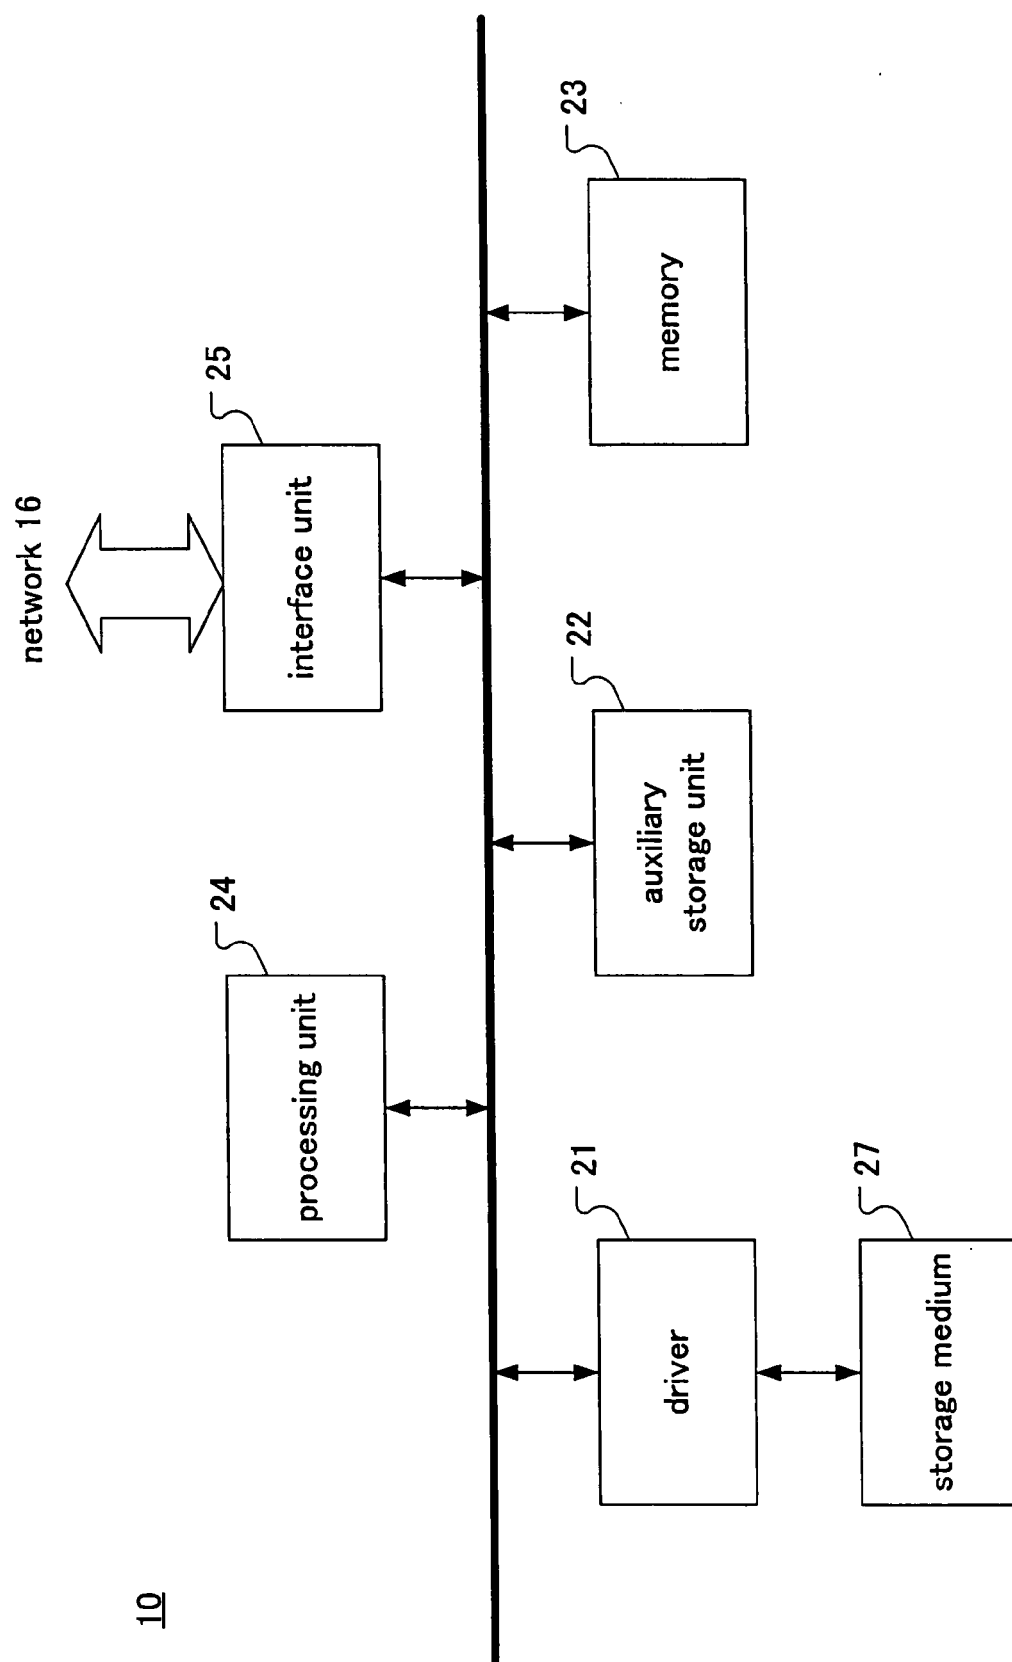 10
network 16
24
processing unit
25
interface unit
21
driver
22
auxiliary
storage unit
23
memory
27
storage medium